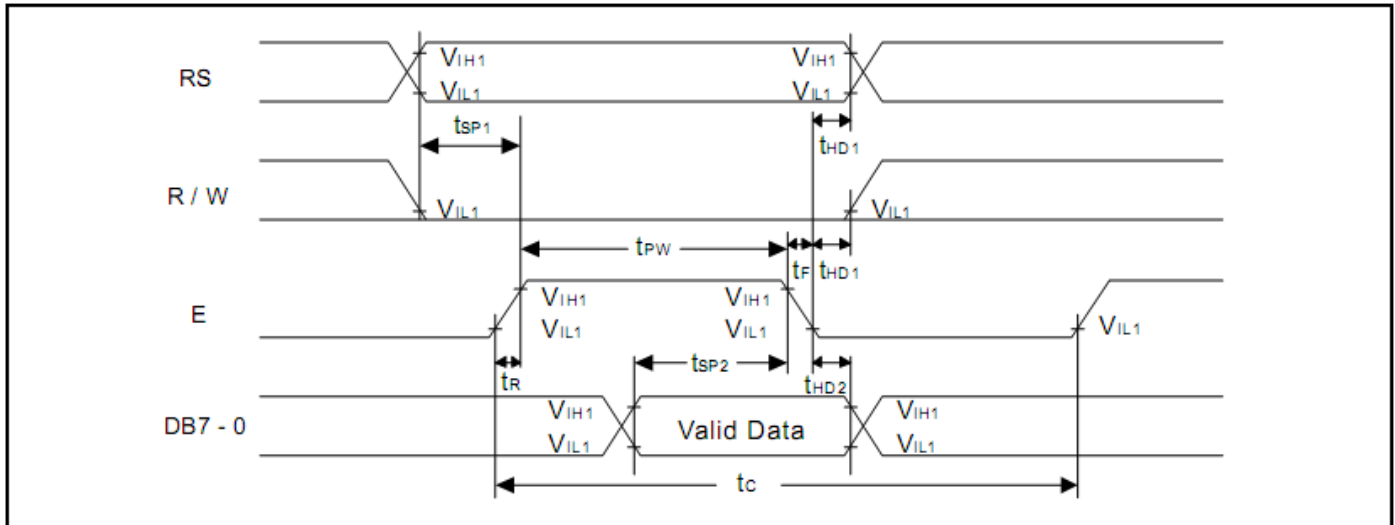 RS
VIH1 VIH1
VIL1 VIL1
tSP1
tHD1
R / W
VIL1 VIL1
tPW
tF tHD1
E
VIH1 VIH1
VIL1 VIL1 VIL1
tSP2
tR tHD2
DB7 - 0
VIH1 VIH1
Valid Data
VIL1 VIL1
tC